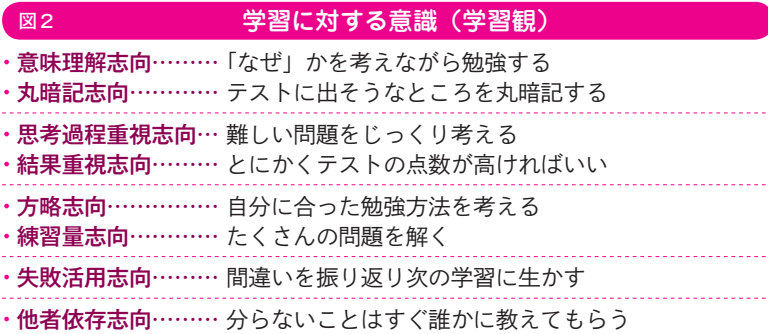 図2 学習に対する意識（学習観）
・意味理解志向………「なぜ」かを考えながら勉強する
・丸暗記志向………… テストに出そうなところを丸暗記する
・思考過程重視志向… 難しい問題をじっくり考える
・結果重視志向……… とにかくテストの点数が高ければいい
・方略志向…………… 自分に合った勉強方法を考える
・練習量志向………… たくさんの問題を解く
・失敗活用志向……… 間違いを振り返り次の学習に生かす
・他者依存志向……… 分らないことはすぐ誰かに教えてもらう